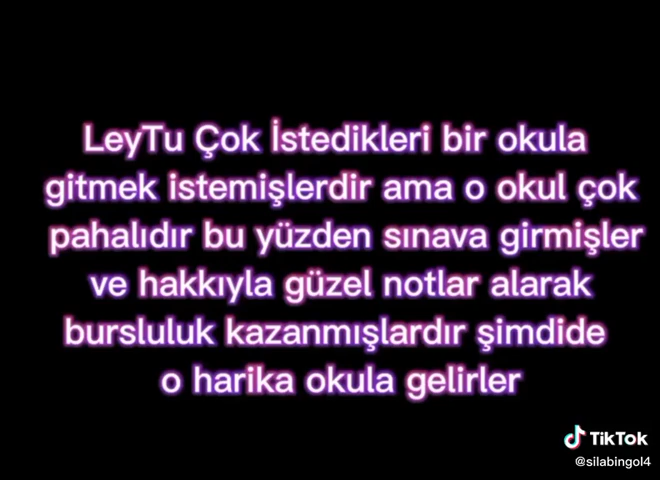 LeyTu Çok İstedikleri bir okula
gitmek istemişlerdir ama o okul çok
pahalıdır bu yüzden sınava girmişler
ve hakkıyla güzel notlar alarak
bursluluk kazanmışlardır şimdide
o harika okula gelirler
TikTok
@silabingol4